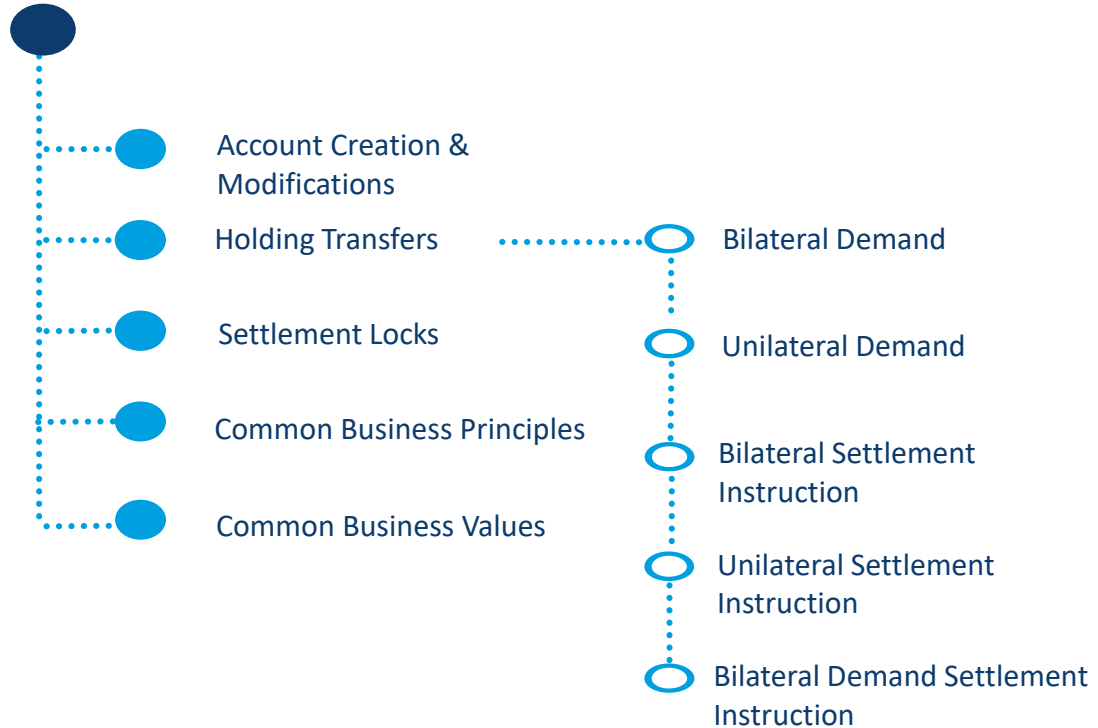 Account Creation &
Modifications
Holding Transfers
Settlement Locks
Common Business Principles
Common Business Values
Bilateral Demand
Unilateral Demand
Bilateral Settlement
Instruction
Unilateral Settlement
Instruction
Bilateral Demand Settlement
Instruction